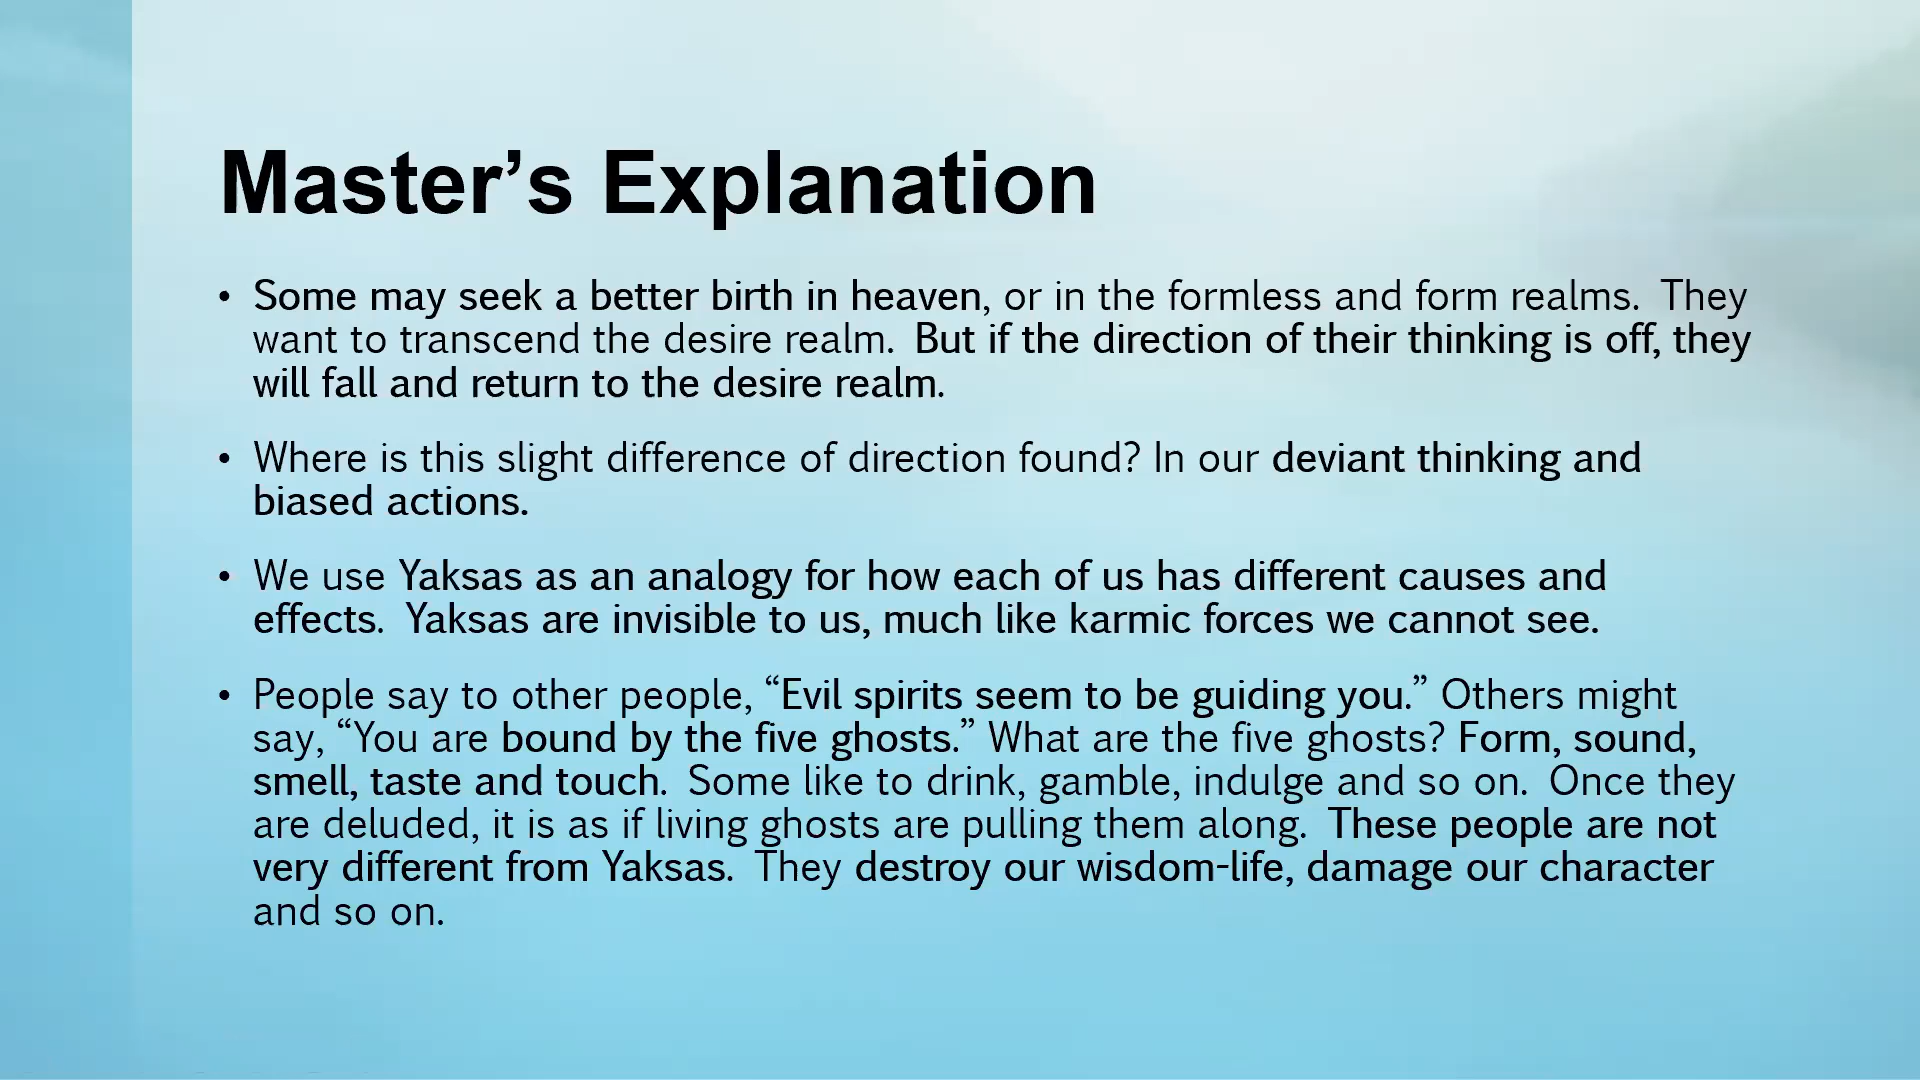 Master’s Explanation
• Some may seek a better birth in heaven, or in the formless and form realms.  They
want to transcend the desire realm.  But if the direction of their thinking is off, they
will fall and return to the desire realm.
• Where is this slight difference of direction found? In our deviant thinking and
biased actions.
• We use Yaksas as an analogy for how each of us has different causes and
effects.  Yaksas are invisible to us, much like karmic forces we cannot see.
• People say to other people, “Evil spirits seem to be guiding you.” Others might
say, “You are bound by the five ghosts.” What are the five ghosts? Form, sound,
smell, taste and touch.  Some like to drink, gamble, indulge and so on.  Once they
are deluded, it is as if living ghosts are pulling them along.  These people are not
very different from Yaksas.  They destroy our wisdom-life, damage our character
and so on.